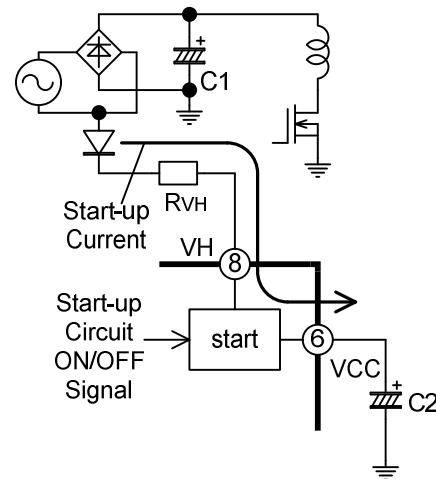 +
C1
Start-up
Current
RVH
VH
8
Start-up
Circuit
ON/OFF
Signal
start
6
VCC
+
C2